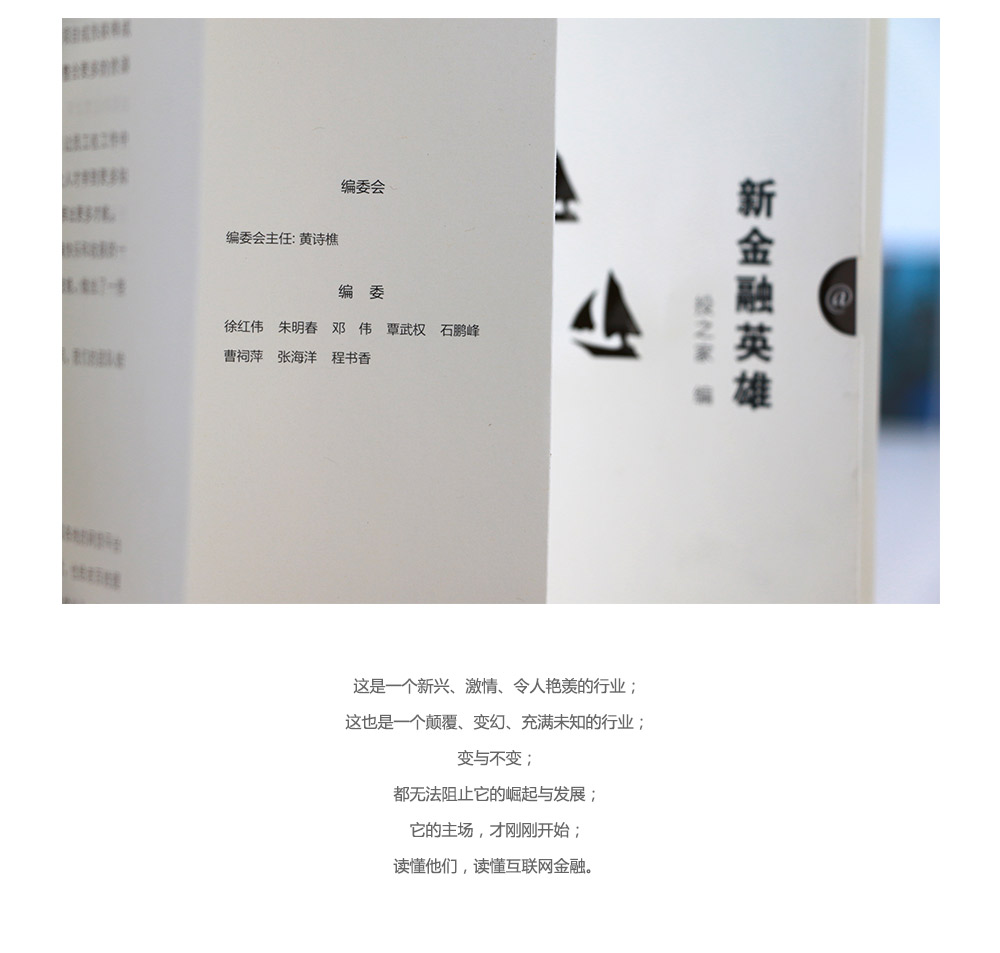 编委会
编委会主任: 黄诗樵
编 委
徐红伟 朱明春 邓 伟 覃武权 石鹏峰
曹祠萍 张海洋 程书香
新金融英雄
投之家 编
@
这是一个新兴、激情、令人艳羡的行业；
这也是一个颠覆、变幻、充满未知的行业；
变与不变；
都无法阻止它的崛起与发展；
它的主场，才刚刚开始；
读懂他们，读懂互联网金融。